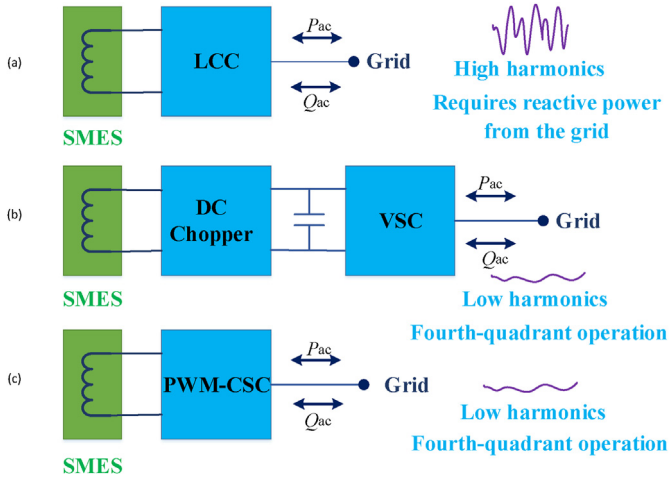 (a)
LCC
Pac
Qac
Grid
SMES
High harmonics
Requires reactive power
from the grid
(b)
DC
Chopper
VSC
Pac
Qac
Grid
SMES
Low harmonics
Fourth-quadrant operation
(c)
PWM-CSC
Pac
Qac
Grid
SMES
Low harmonics
Fourth-quadrant operation